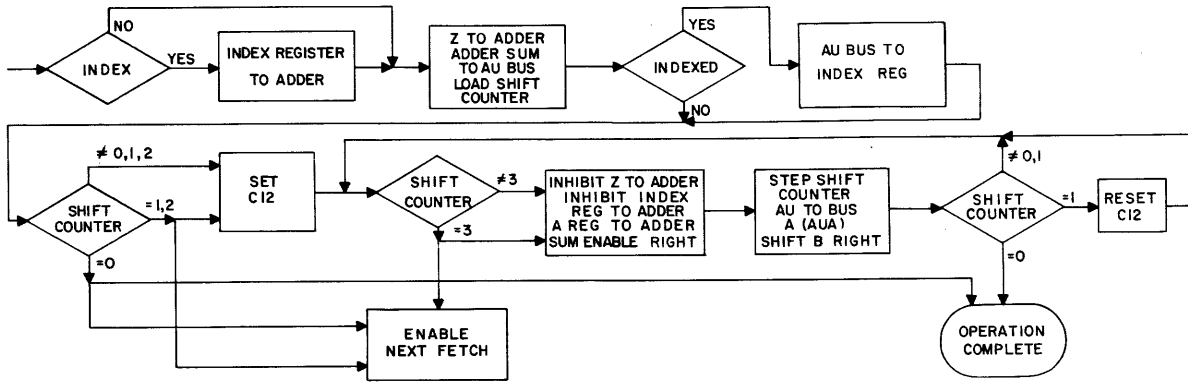 INDEX
NO
YES
INDEX REGISTER
TO ADDER
Z TO ADDER
ADDER SUM
TO AU BUS
LOAD SHIFT
COUNTER
INDEXED
YES
NO
AU BUS TO
INDEX REG
SHIFT
COUNTER
≠ 0,1,2
=1,2
=0
SET
C12
SHIFT
COUNTER
≠3
=3
INHIBIT Z TO ADDER
INHIBIT INDEX
REG TO ADDER
A REG TO ADDER
SUM ENABLE RIGHT
STEP SHIFT
COUNTER
AU TO BUS
A (AUA)
SHIFT B RIGHT
≠0,1
SHIFT
COUNTER
=1
=0
RESET
C12
ENABLE
NEXT FETCH
OPERATION
COMPLETE